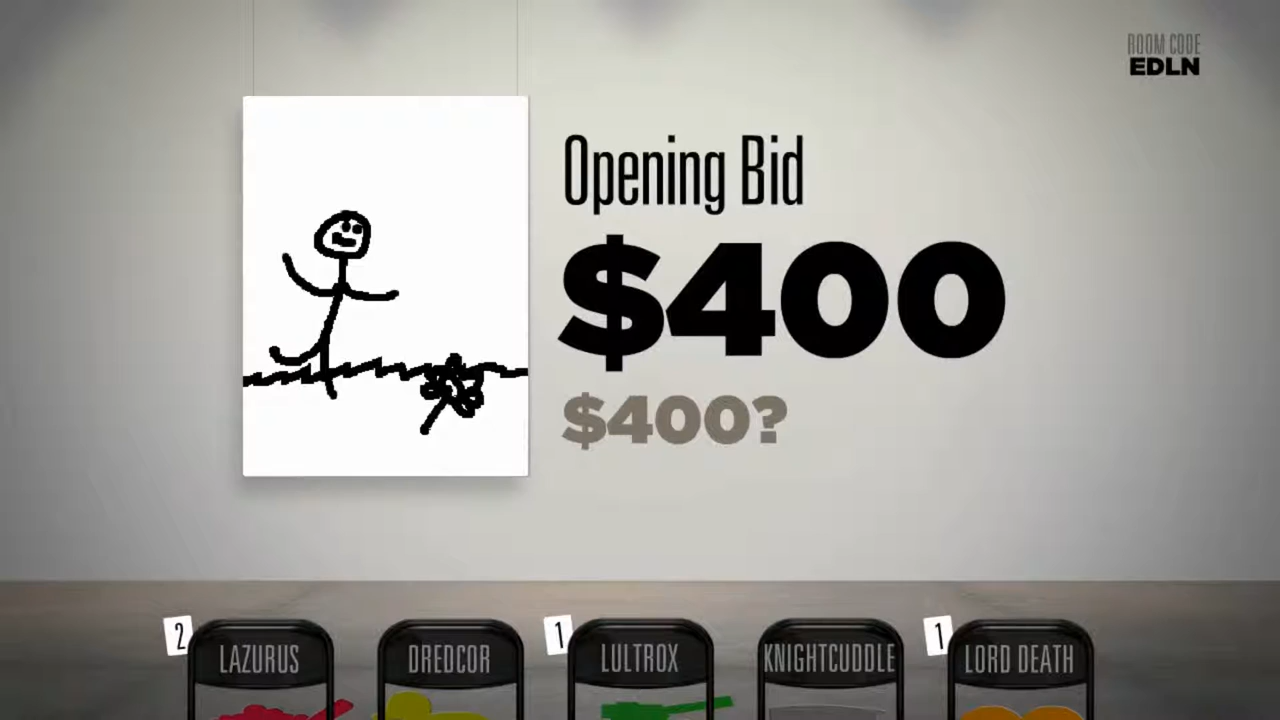 ROOM CODE
EDLN
Opening Bid
$400
$400?
2
LAZURUS
DREDCOR
1
LULTROX
KNIGHTCUDDLE
1
LORD DEATH